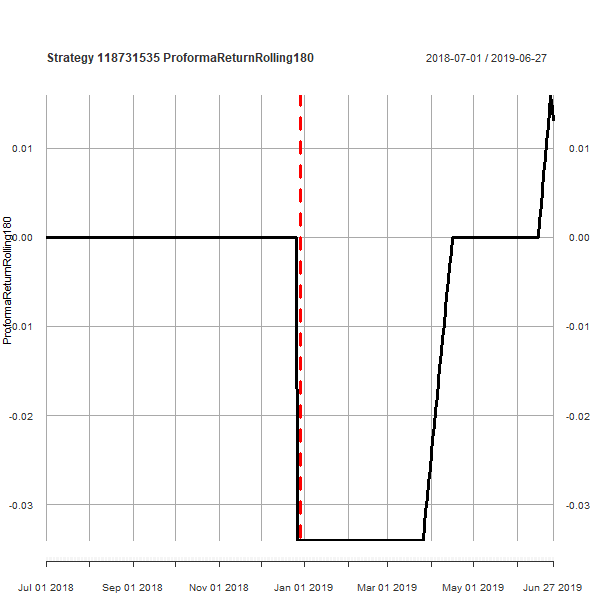 Strategy 118731535 ProformaReturnRolling180
2018-07-01 / 2019-06-27
ProformaReturnRolling180
0.01
0.00
-0.01
-0.02
-0.03
0.01
0.00
-0.01
-0.02
-0.03
Jul 01 2018
Sep 01 2018
Nov 01 2018
Jan 01 2019
Mar 01 2019
May 01 2019
Jun 27 2019